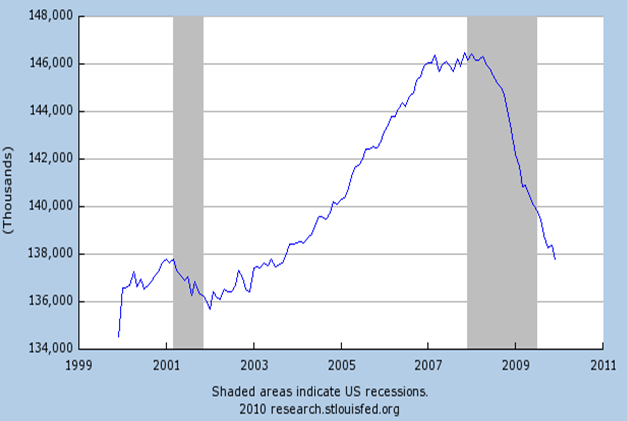 148,000
146,000
144,000
142,000
140,000
138,000
136,000
134,000
(Thousands)
1999 2001 2003 2005 2007 2009 2011
Shaded areas indicate US recessions.
2010 research.stlouisfed.org